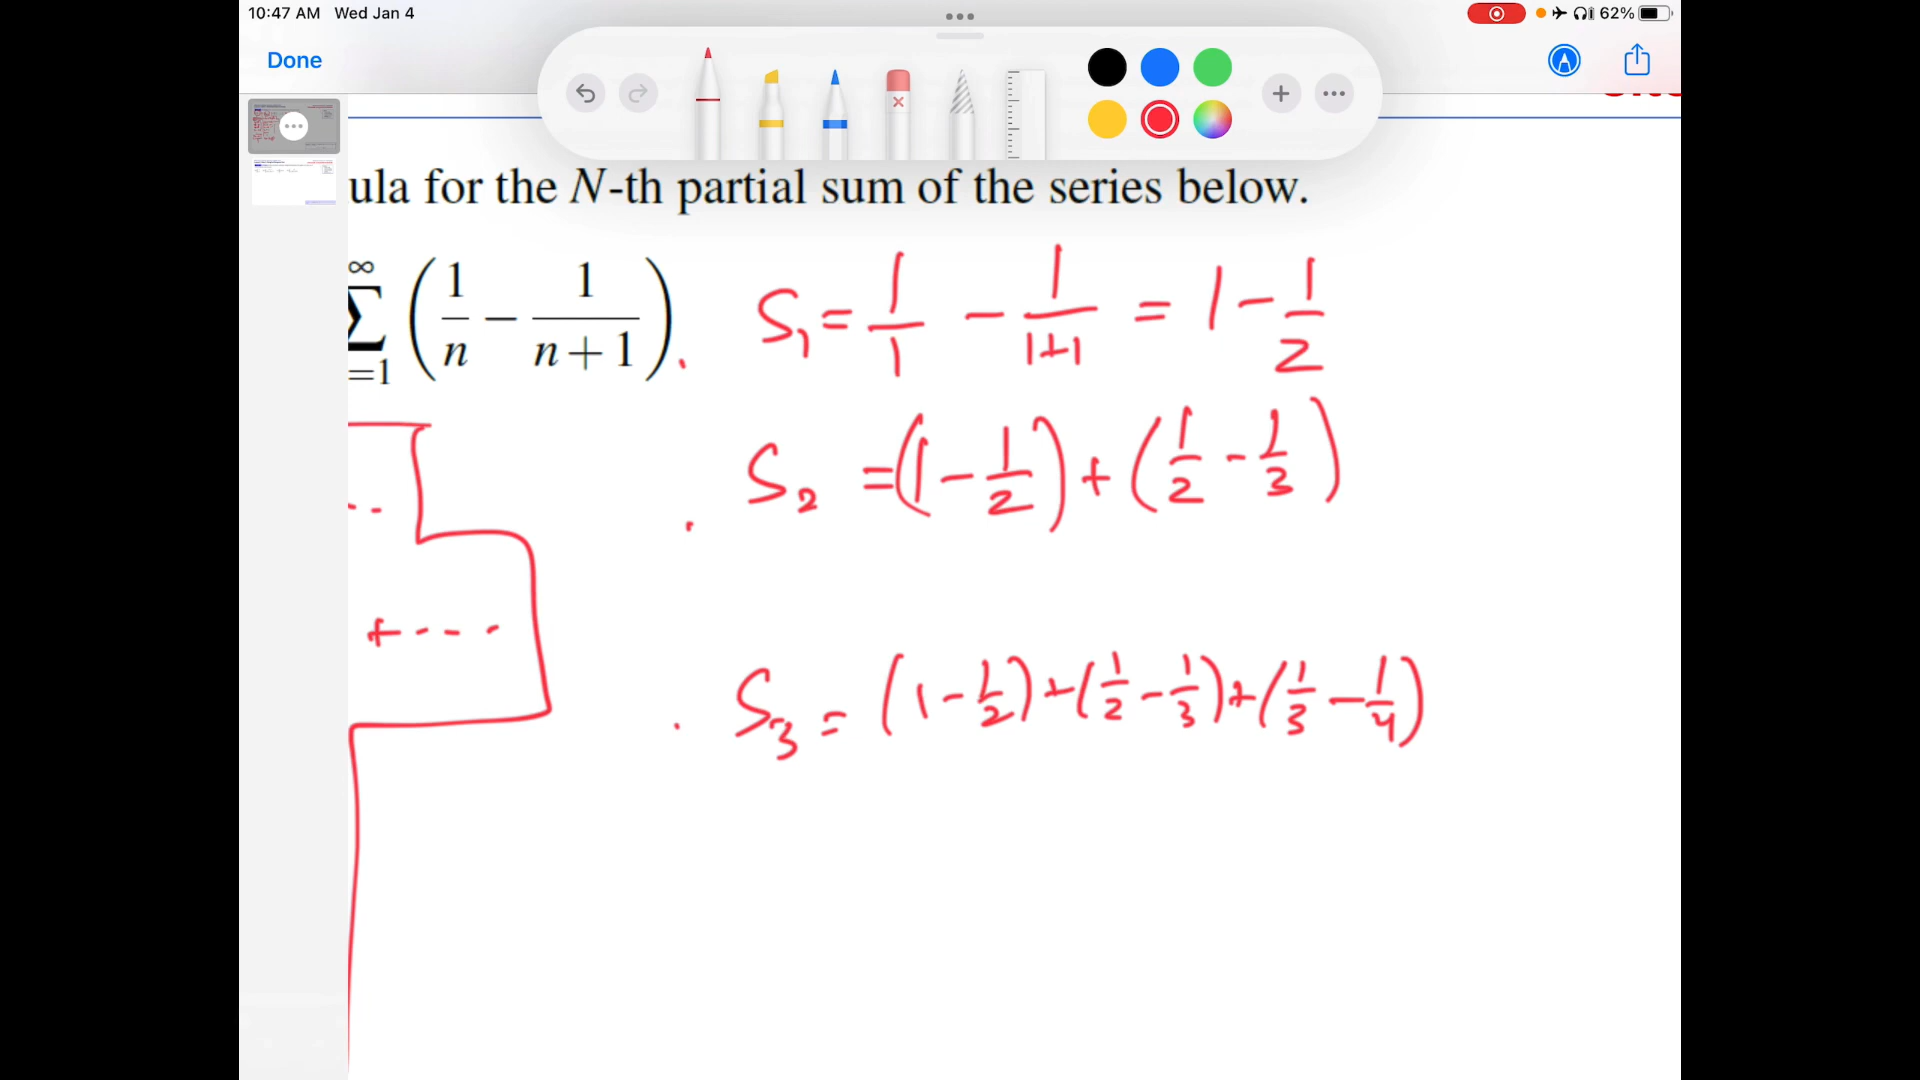 10:47 AM Wed Jan 4
62%
Done
ula for the N-th partial sum of the series below.
∞
∑ (1/n − 1/(n+1)).
=1
S₁ = 1/1 − 1/(1+1) = 1 − 1/2
S₂ = (1 − 1/2) + (1/2 − 1/3)
+ ----
S₃ = (1 − 1/2) + (1/2 − 1/3) + (1/3 − 1/4)